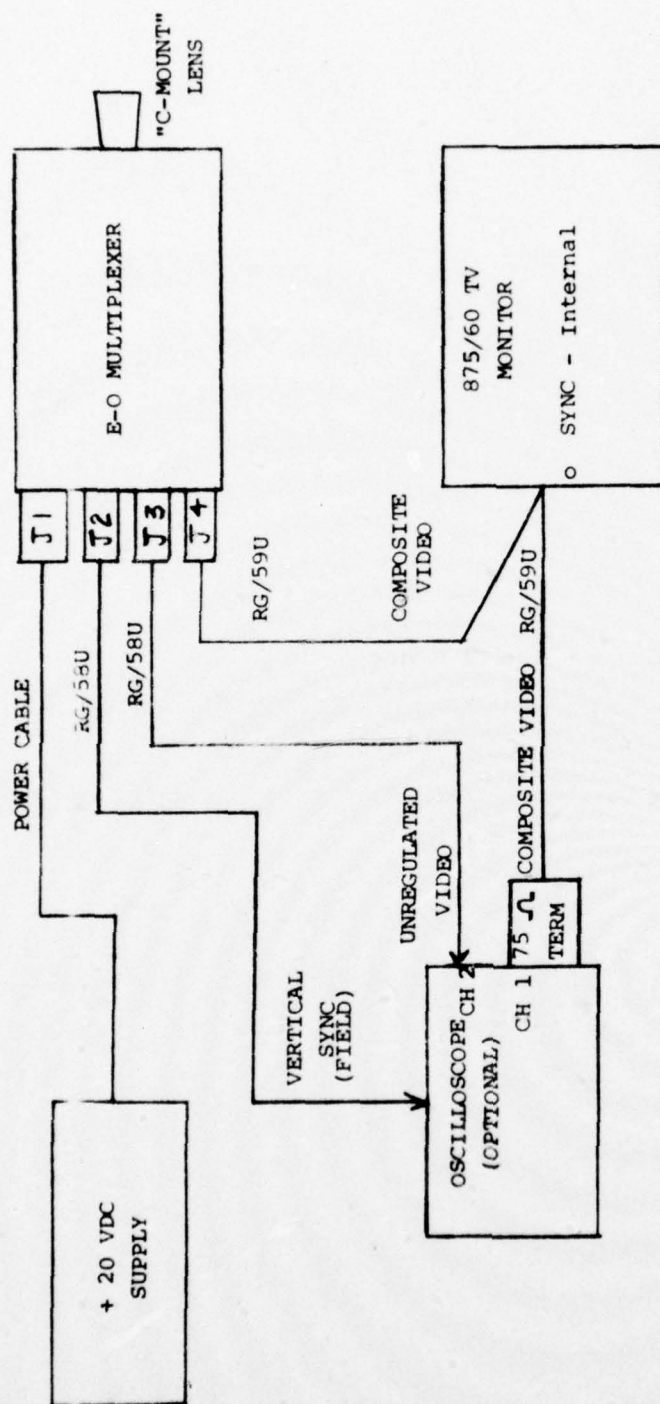 + 20 VDC
SUPPLY
POWER CABLE
J1
J2
J3
J4
E-O MULTIPLEXER
"C-MOUNT"
LENS
RG/58U
RG/58U
RG/59U
VERTICAL
SYNC
(FIELD)
UNREGULATED
VIDEO
COMPOSITE
VIDEO
OSCILLOSCOPE
(OPTIONAL)
CH 2
CH 1
75 Ω
TERM
COMPOSITE VIDEO RG/59U
875/60 TV
MONITOR
O SYNC - Internal